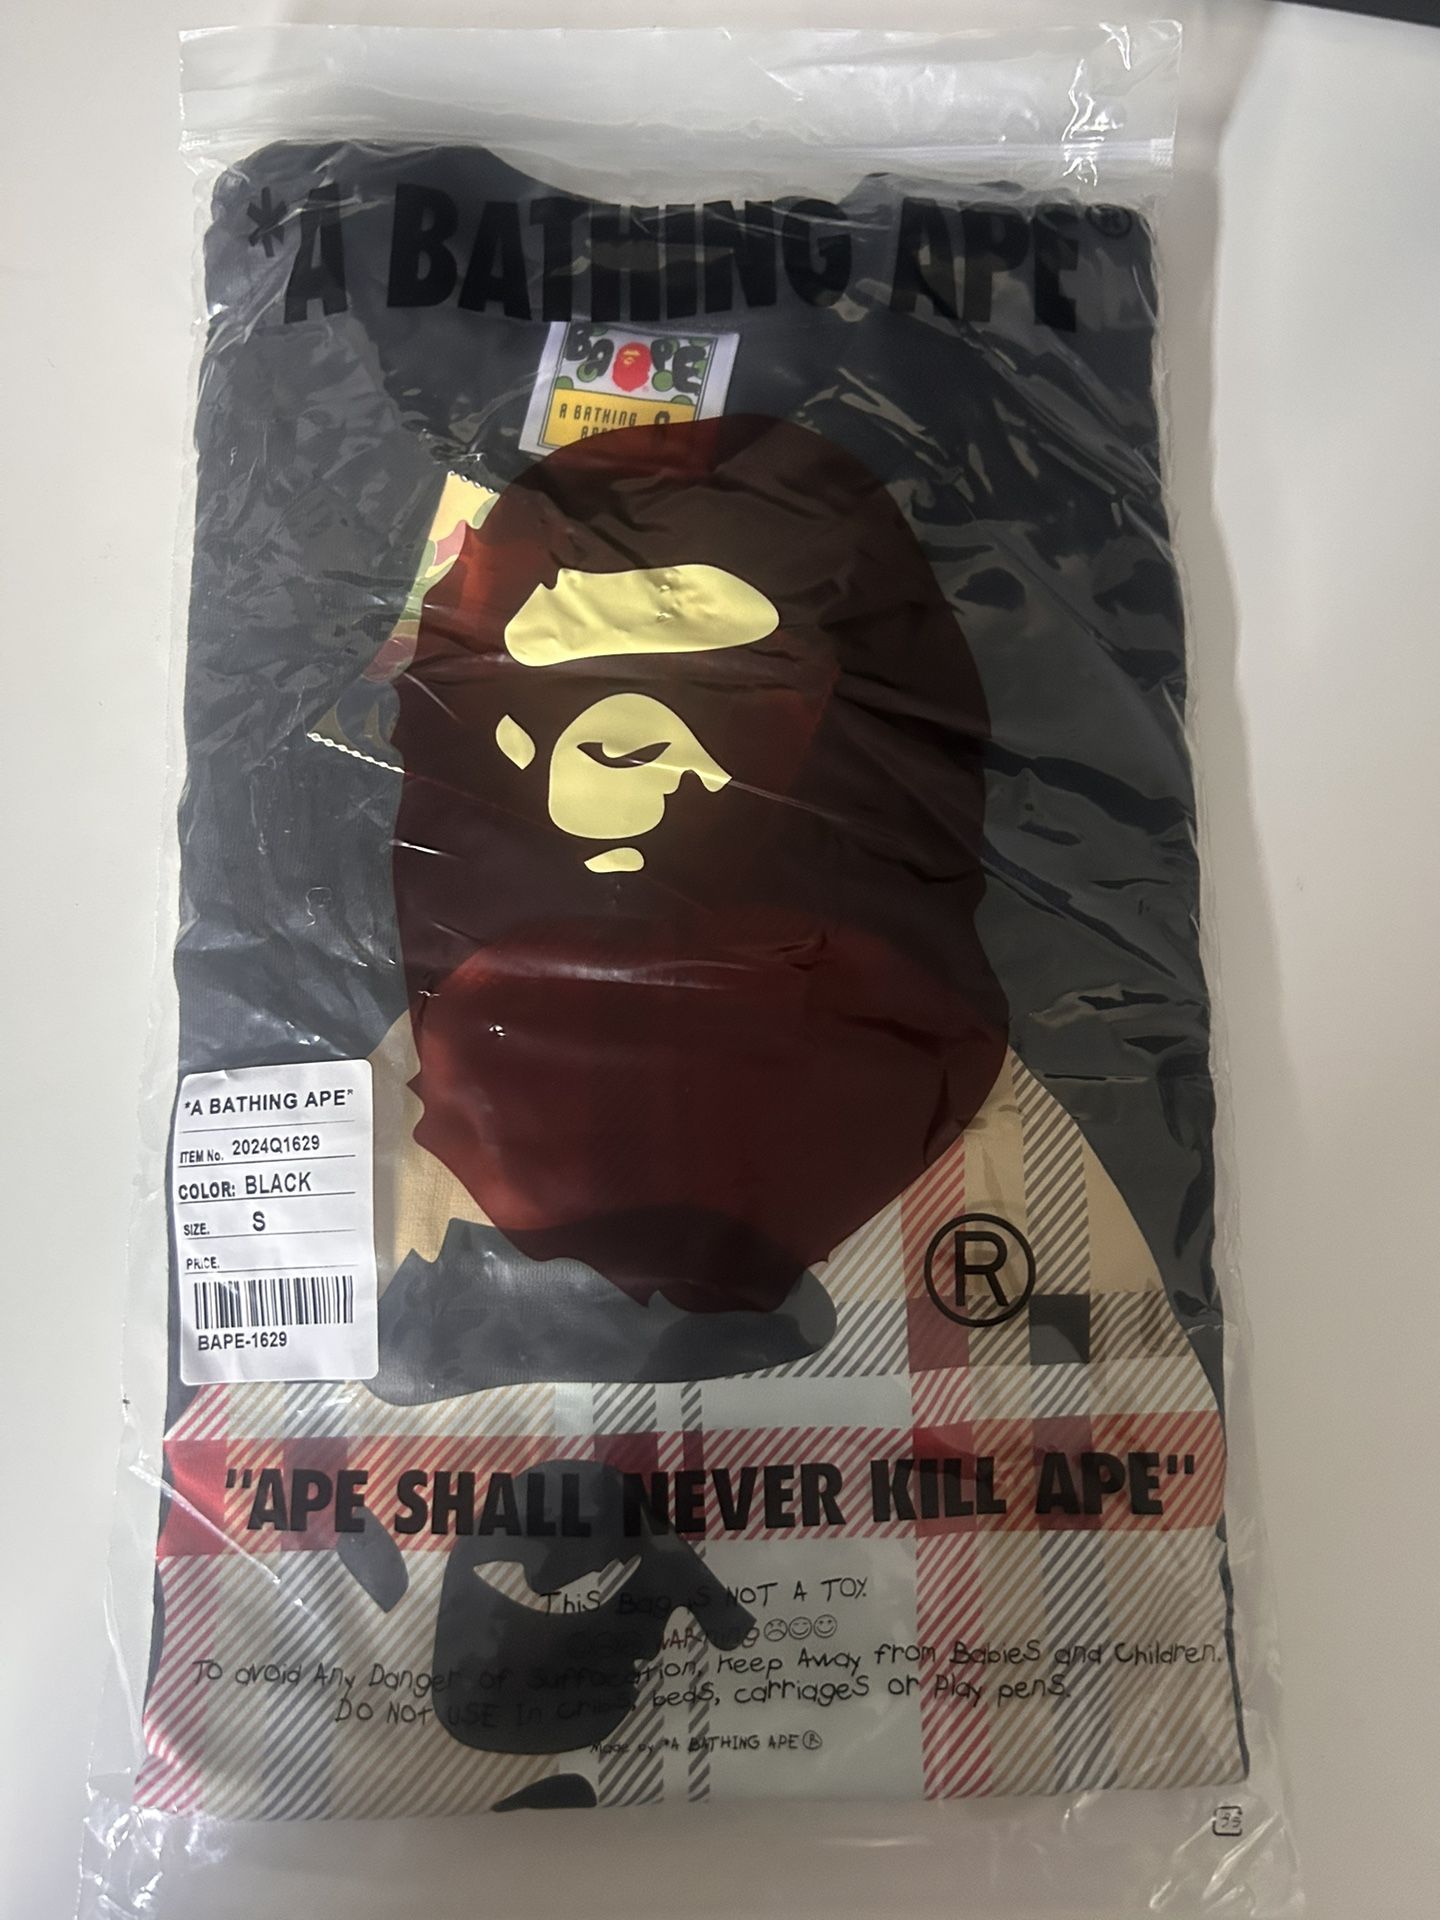 *A BATHING APE®
BAPE
A BATHING
*A BATHING APE*
ITEM No. 2024Q1629
COLOR: BLACK
SIZE. S
PRICE.
BAPE-1629
®
"APE SHALL NEVER KILL APE"
THiS Bag iS NOT A TOY.
WARning☹☺☺
To avoid Any Danger of Suffocation, Keep Away from Babies and Children.
DO NOT USE In Cribs, beds, carriages or Play pens.
Made by *A BATHING APE®